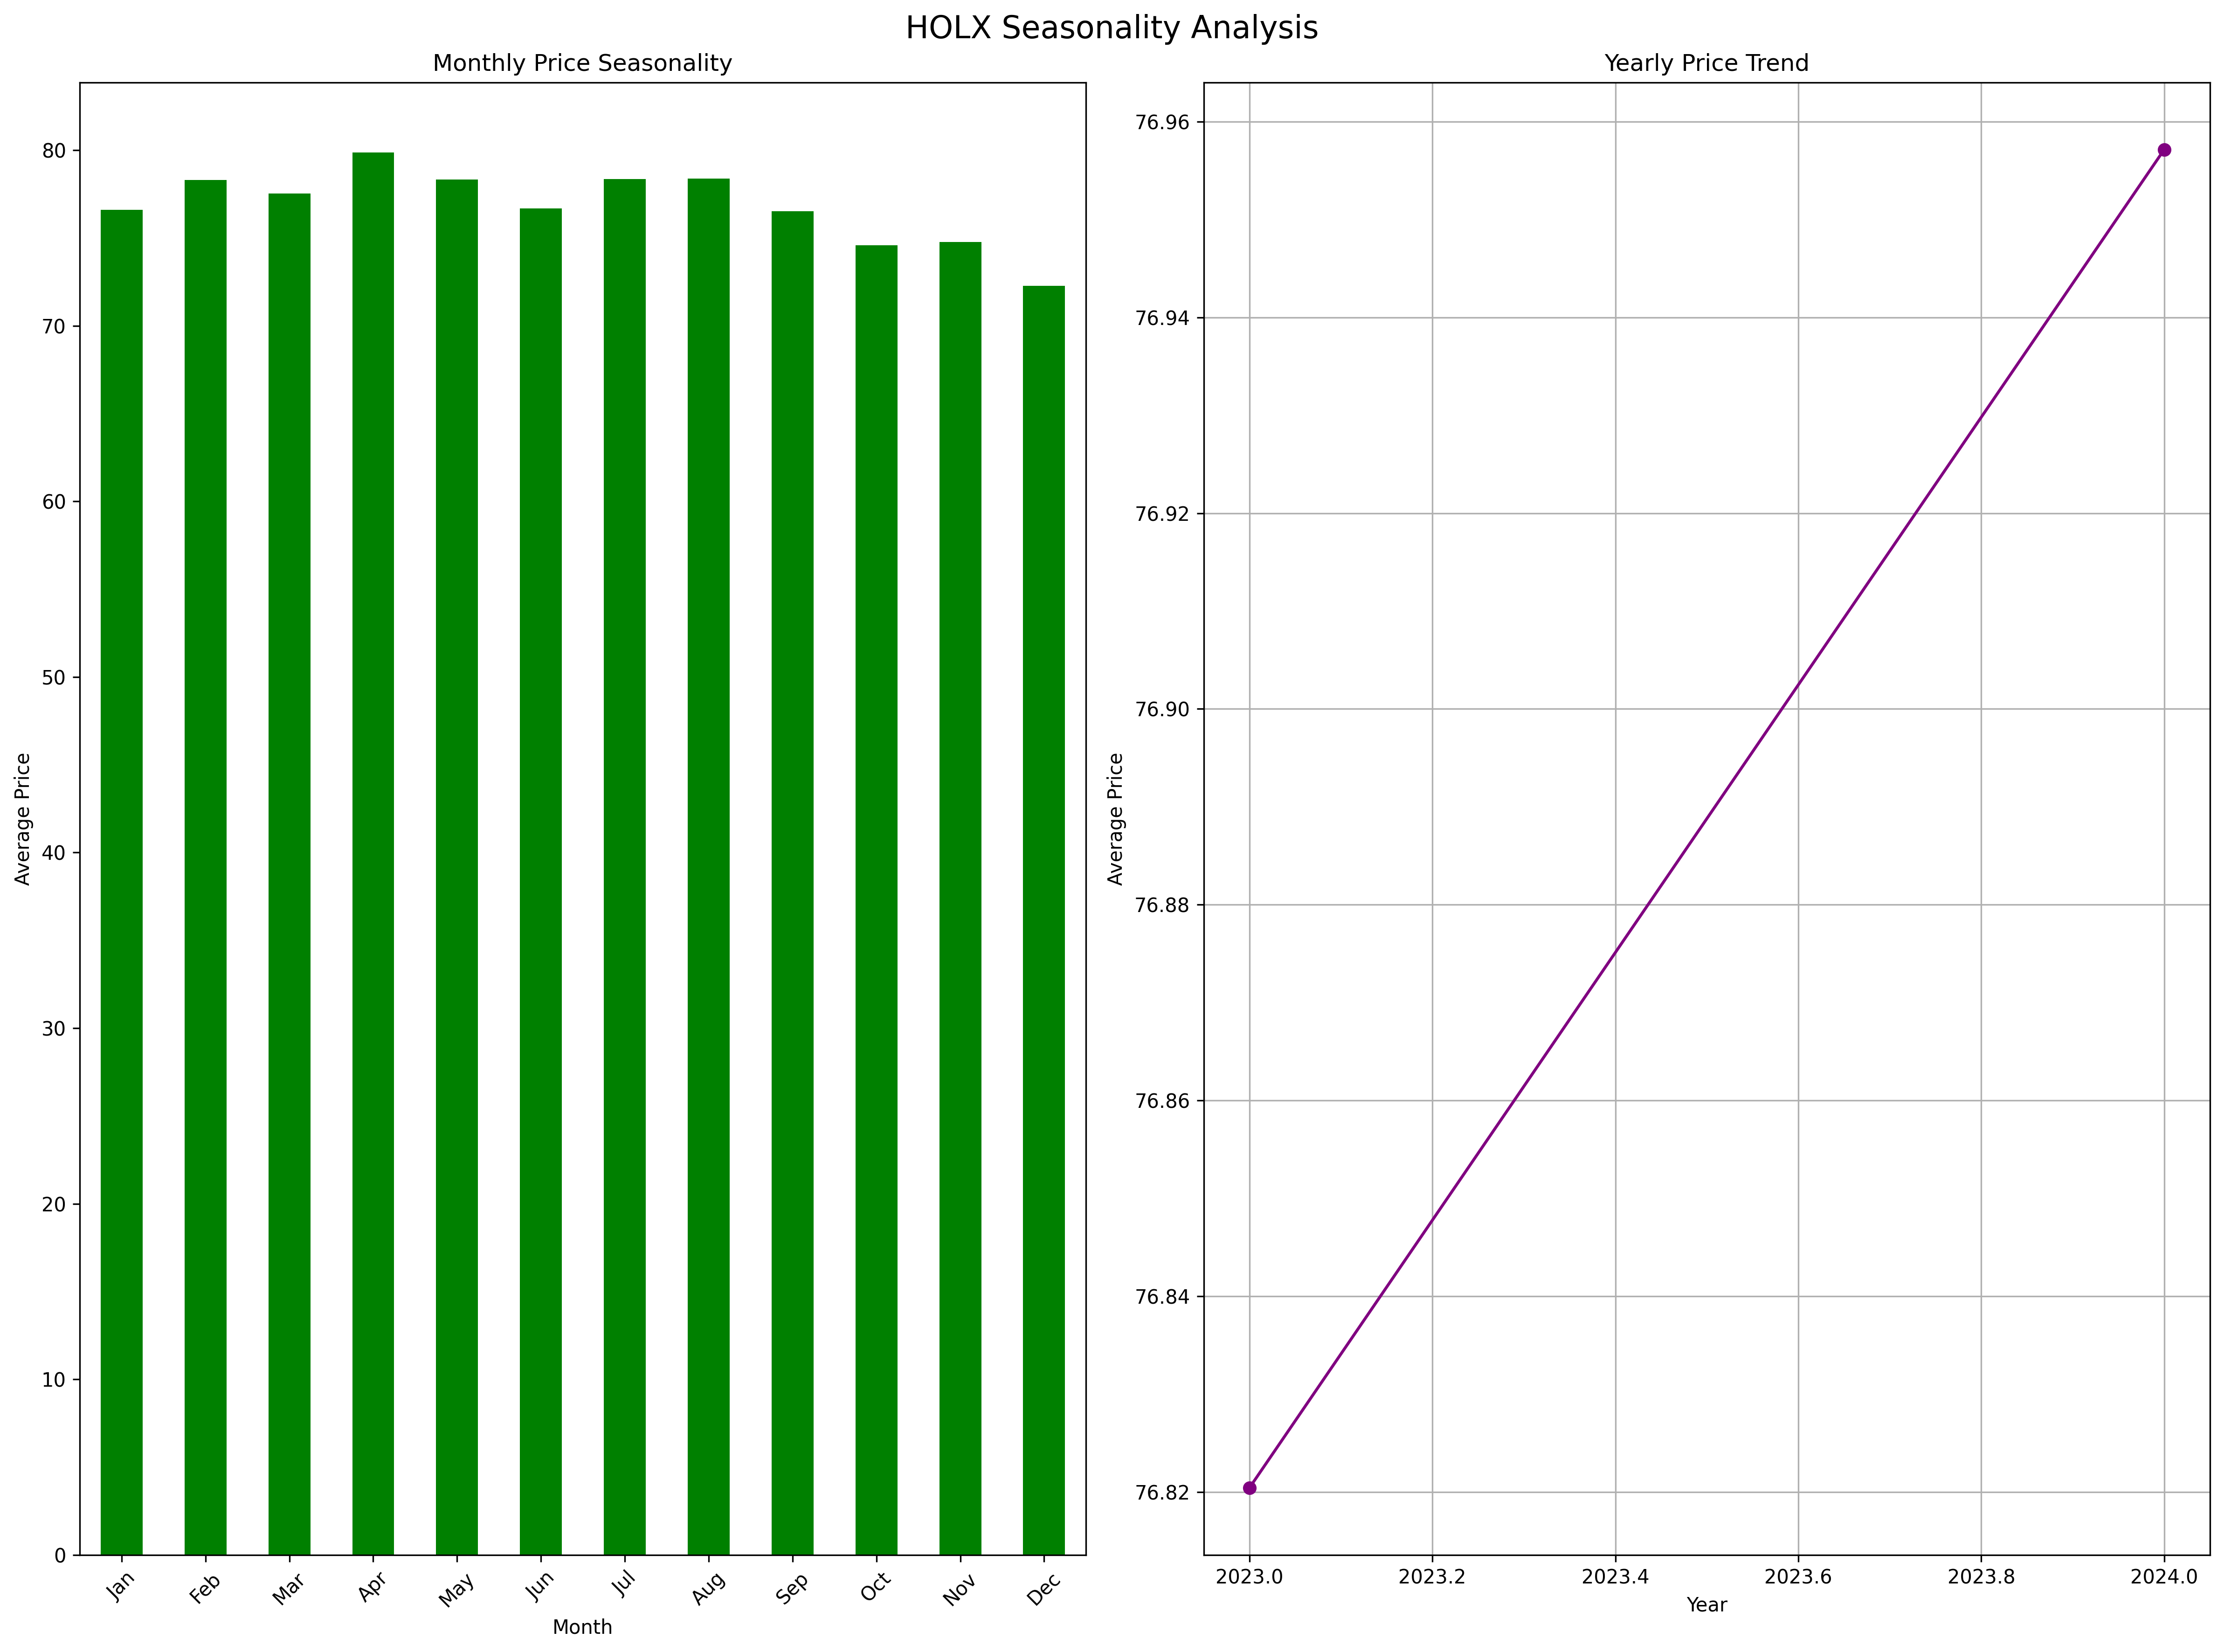 HOLX Seasonality Analysis
Monthly Price Seasonality
Average Price
80
70
60
50
40
30
20
10
0
Jan
Feb
Mar
Apr
May
Jun
Jul
Aug
Sep
Oct
Nov
Dec
Month
Yearly Price Trend
Average Price
76.96
76.94
76.92
76.90
76.88
76.86
76.84
76.82
2023.0
2023.2
2023.4
2023.6
2023.8
2024.0
Year